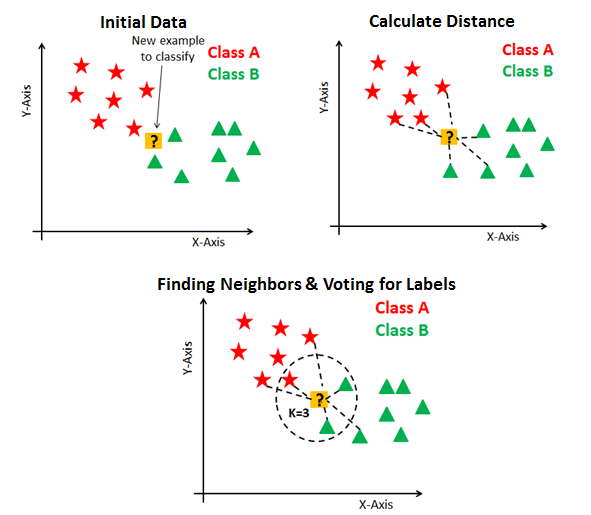 Initial Data
New example
to classify
Class A
Class B
Y-Axis
?
X-Axis
Calculate Distance
Class A
Class B
Y-Axis
?
X-Axis
Finding Neighbors & Voting for Labels
Class A
Class B
Y-Axis
?
K=3
X-Axis